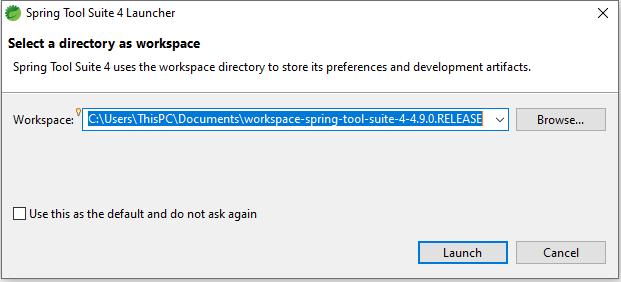 Spring Tool Suite 4 Launcher
Select a directory as workspace
Spring Tool Suite 4 uses the workspace directory to store its preferences and development artifacts.
Workspace: C:\Users\ThisPC\Documents\workspace-spring-tool-suite-4-4.9.0.RELEASE Browse...
Use this as the default and do not ask again
Launch Cancel